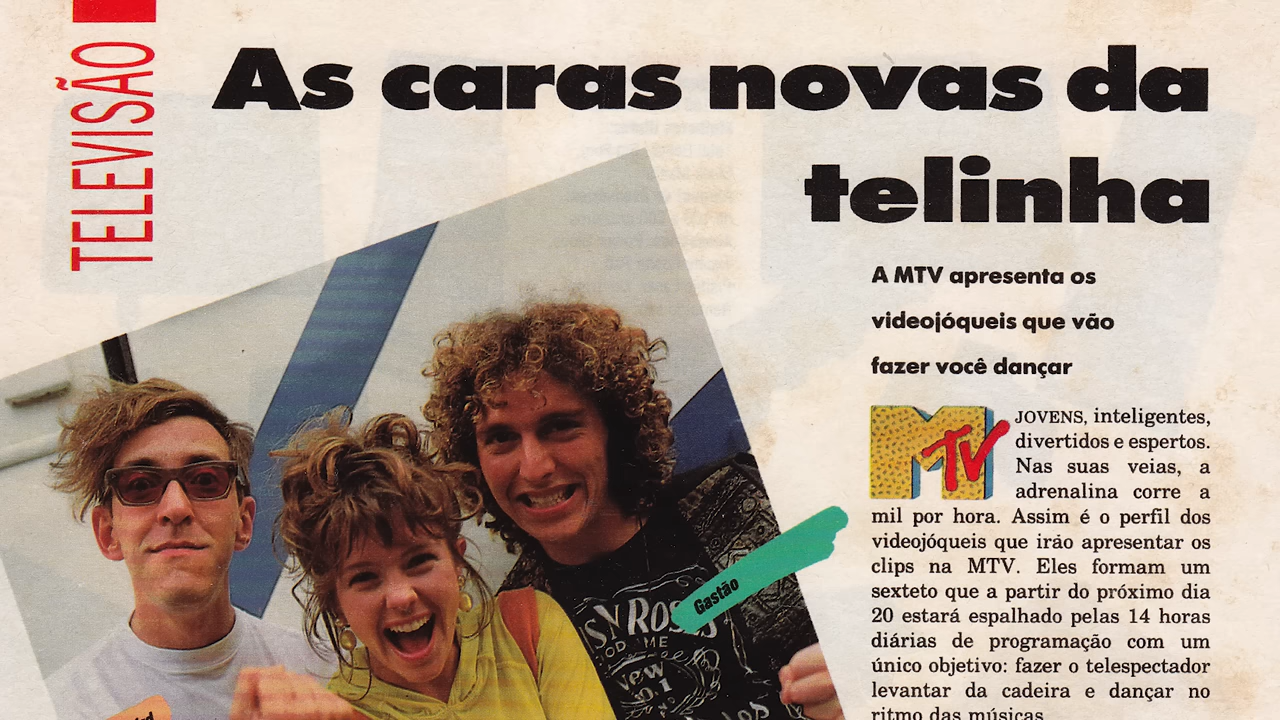 TELEVISÃO
As caras novas da
telinha
A MTV apresenta os
videojóqueis que vão
fazer você dançar
MTV
JOVENS, inteligentes,
divertidos e espertos.
Nas suas veias, a
adrenalina corre a
mil por hora. Assim é o perfil dos
videojóqueis que irão apresentar os
clips na MTV. Eles formam um
sexteto que a partir do próximo dia
20 estará espalhado pelas 14 horas
diárias de programação com um
único objetivo: fazer o telespectador
levantar da cadeira e dançar no
ritmo das músicas.
Gastão